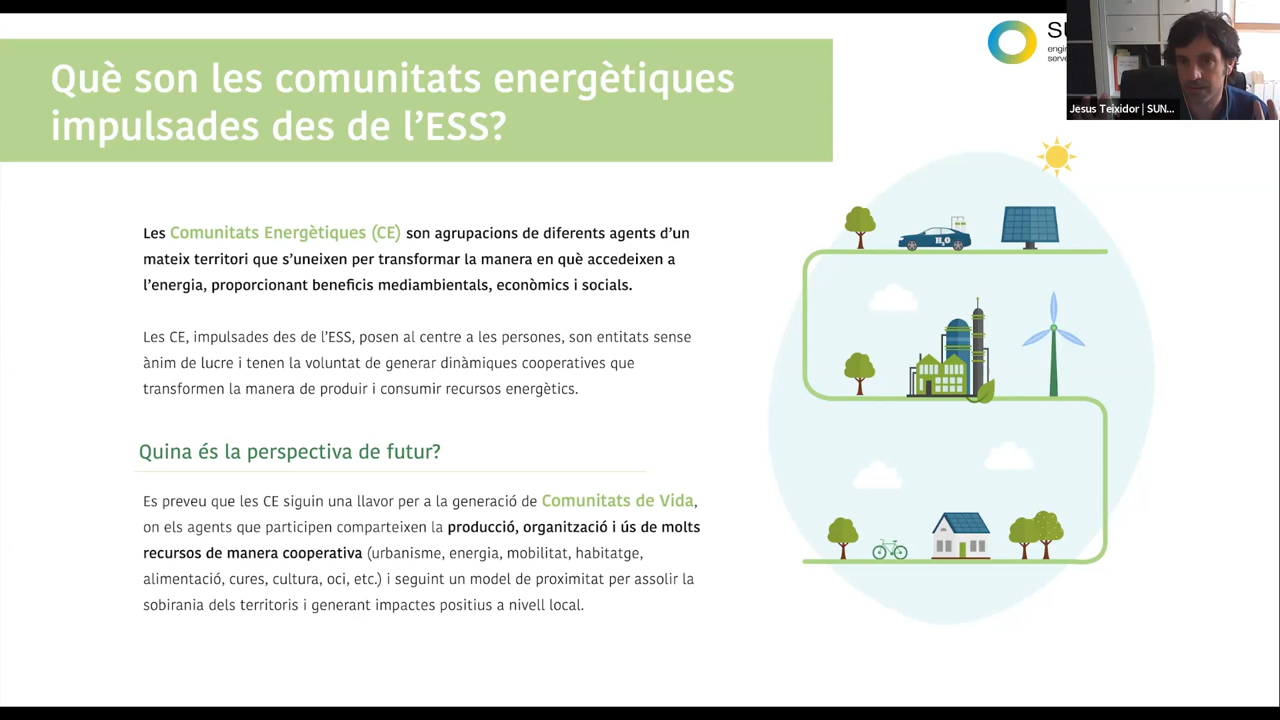 Què son les comunitats energètiques
impulsades des de l'ESS?
Jesus Teixidor | SUN...
Les Comunitats Energètiques (CE) son agrupacions de diferents agents d'un
mateix territori que s'uneixen per transformar la manera en què accedeixen a
l'energia, proporcionant beneficis mediambientals, econòmics i socials.
Les CE, impulsades des de l'ESS, posen al centre a les persones, son entitats sense
ànim de lucre i tenen la voluntat de generar dinàmiques cooperatives que
transformen la manera de produir i consumir recursos energètics.
Quina és la perspectiva de futur?
Es preveu que les CE siguin una llavor per a la generació de Comunitats de Vida,
on els agents que participen comparteixen la producció, organització i ús de molts
recursos de manera cooperativa (urbanisme, energia, mobilitat, habitatge,
alimentació, cures, cultura, oci, etc.) i seguint un model de proximitat per assolir la
sobirania dels territoris i generant impactes positius a nivell local.
H₂O